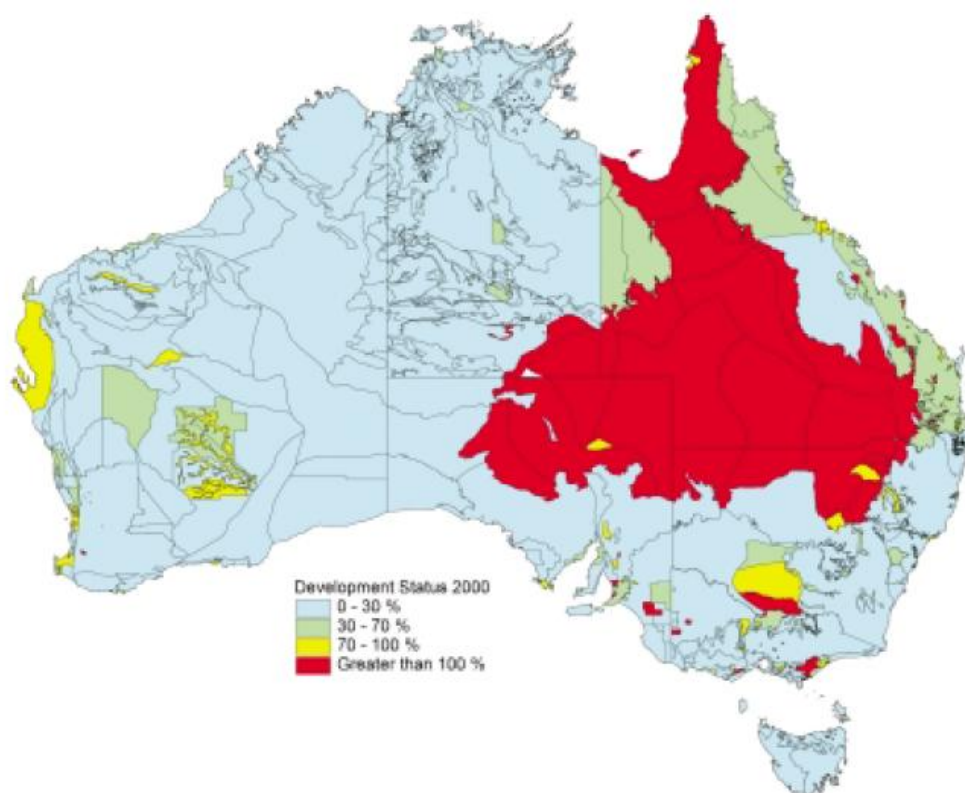 Development Status 2000
0 - 30 %
30 - 70 %
70 - 100 %
Greater than 100 %